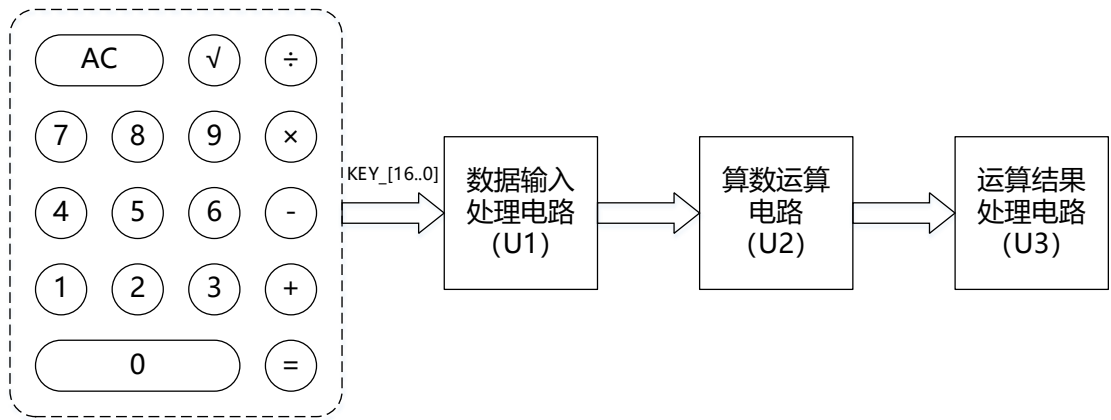 AC √ ÷
7 8 9 ×
4 5 6 -
1 2 3 +
0 =
KEY_[16..0]
数据输入
处理电路
(U1)
算数运算
电路
(U2)
运算结果
处理电路
(U3)